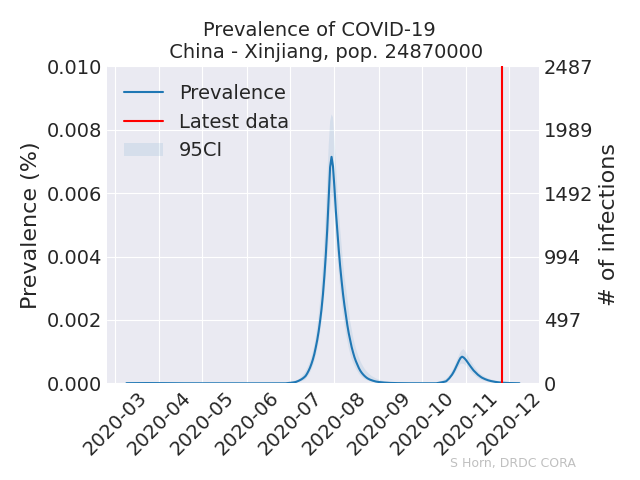 Prevalence of COVID-19
China - Xinjiang, pop. 24870000
Prevalence
Latest data
95CI
Prevalence (%)
0.010
0.008
0.006
0.004
0.002
0.000
2487
1989
1492
994
497
0
# of infections
2020-03
2020-04
2020-05
2020-06
2020-07
2020-08
2020-09
2020-10
2020-11
2020-12
S Horn, DRDC CORA